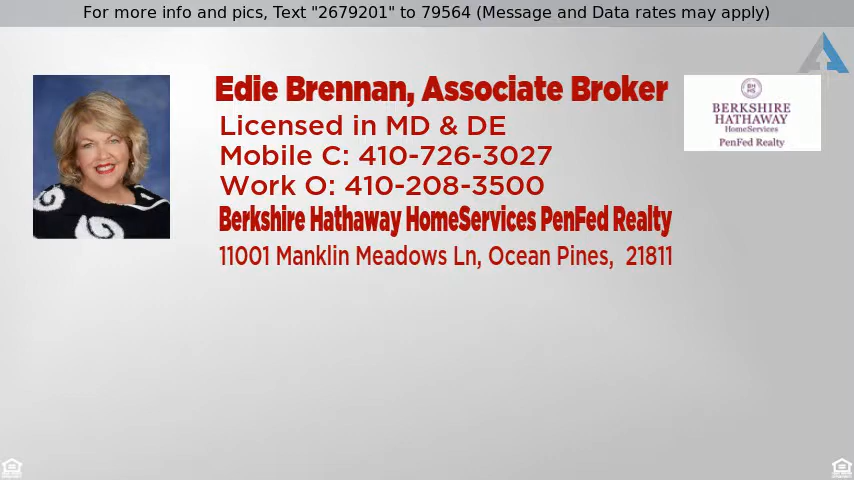 For more info and pics, Text "2679201" to 79564 (Message and Data rates may apply)
Edie Brennan, Associate Broker
Licensed in MD & DE
Mobile C: 410-726-3027
Work O: 410-208-3500
Berkshire Hathaway HomeServices PenFed Realty
11001 Manklin Meadows Ln, Ocean Pines,  21811
BH
HS
BERKSHIRE
HATHAWAY
HomeServices
PenFed Realty